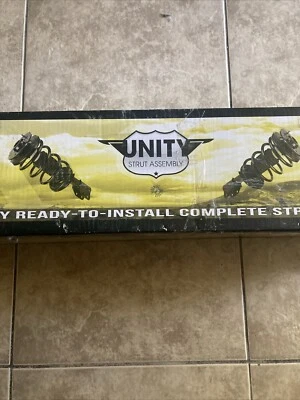 UNITY
STRUT ASSEMBLY
Y READY-TO-INSTALL COMPLETE STR